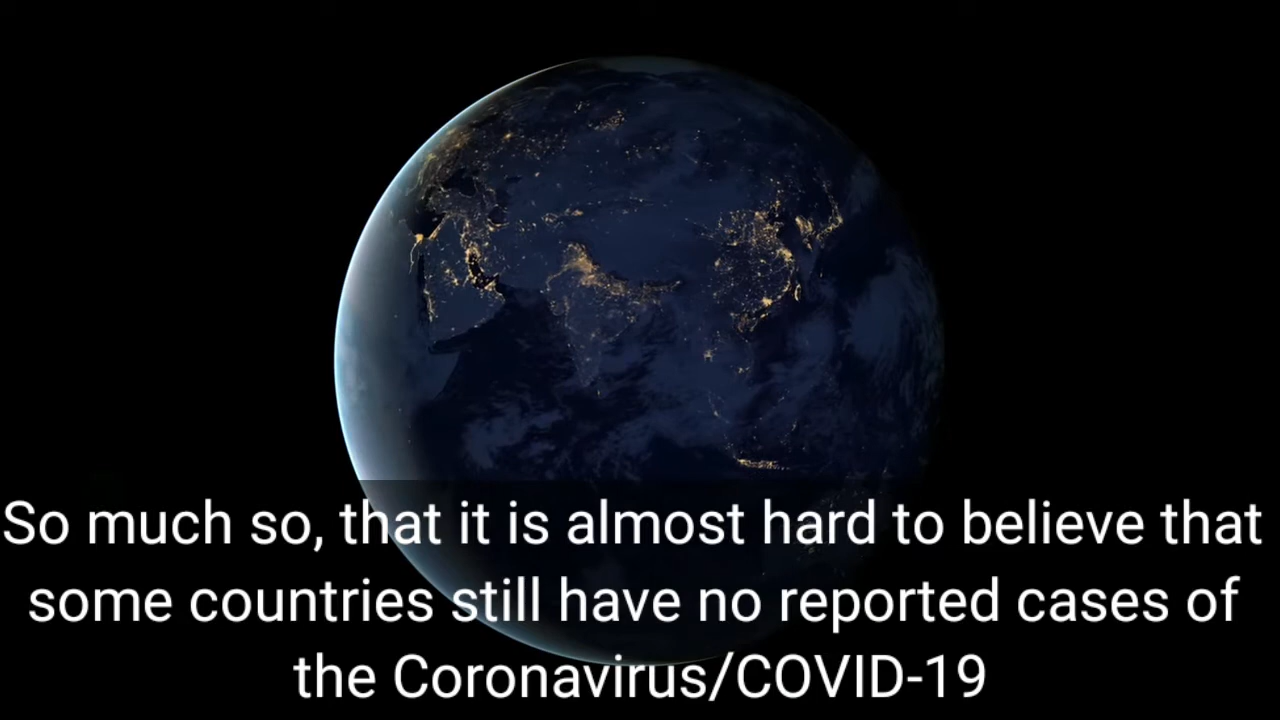 So much so, that it is almost hard to believe that
some countries still have no reported cases of
the Coronavirus/COVID-19